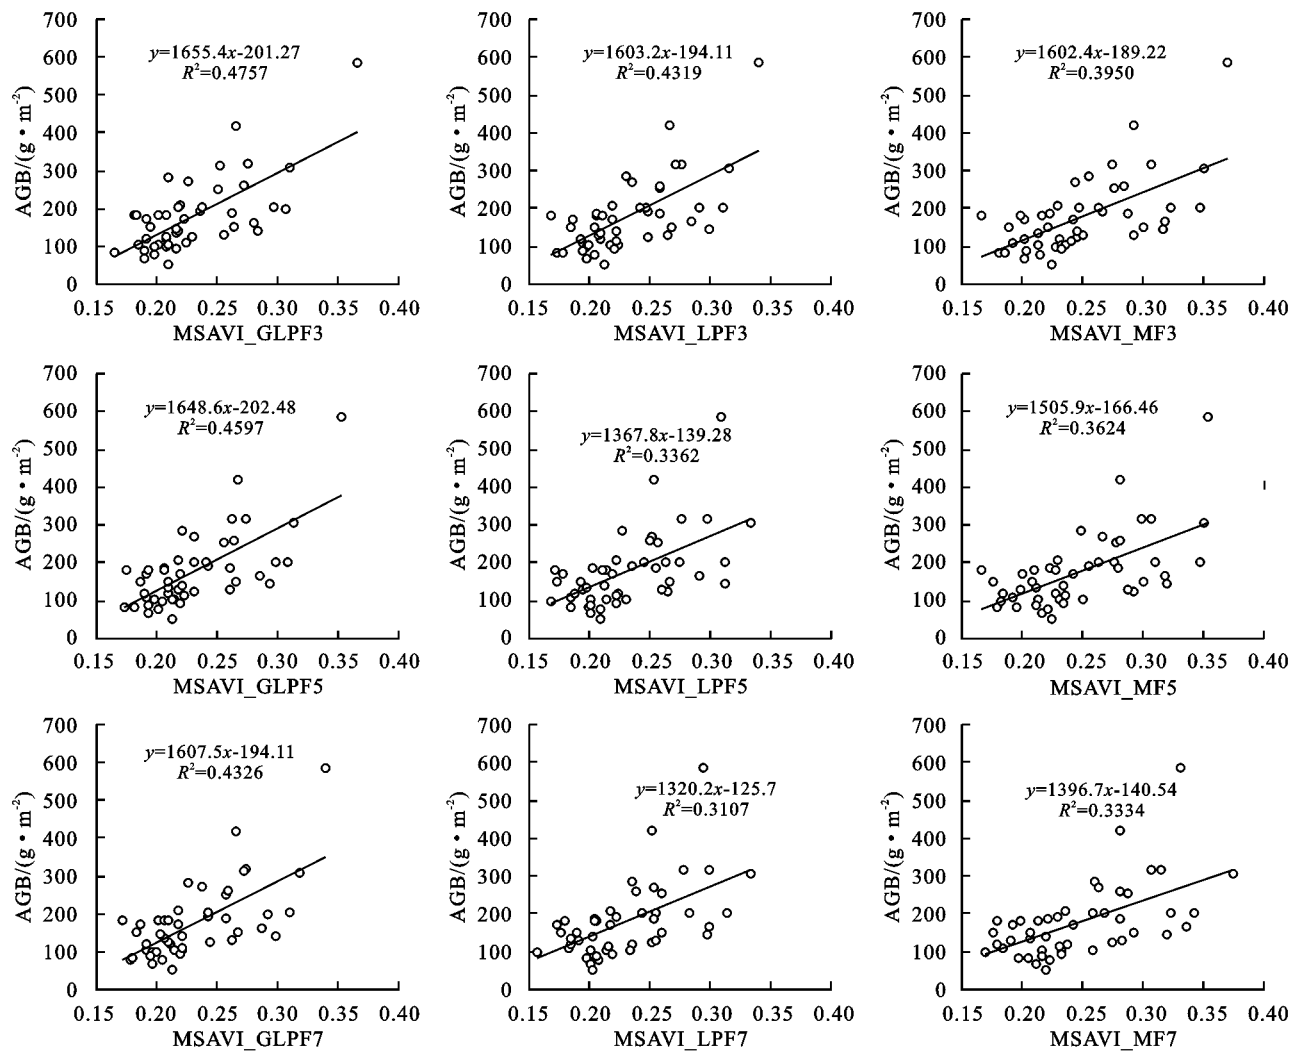 700
600
500
400
300
200
100
0
AGB/(g • m⁻²)
y=1655.4x-201.27
R²=0.4757
0.15 0.20 0.25 0.30 0.35 0.40
MSAVI_GLPF3
700
600
500
400
300
200
100
0
AGB/(g • m⁻²)
y=1603.2x-194.11
R²=0.4319
0.15 0.20 0.25 0.30 0.35 0.40
MSAVI_LPF3
700
600
500
400
300
200
100
0
AGB/(g • m⁻²)
y=1602.4x-189.22
R²=0.3950
0.15 0.20 0.25 0.30 0.35 0.40
MSAVI_MF3
700
600
500
400
300
200
100
0
AGB/(g • m⁻²)
y=1648.6x-202.48
R²=0.4597
0.15 0.20 0.25 0.30 0.35 0.40
MSAVI_GLPF5
700
600
500
400
300
200
100
0
AGB/(g • m⁻²)
y=1367.8x-139.28
R²=0.3362
0.15 0.20 0.25 0.30 0.35 0.40
MSAVI_LPF5
700
600
500
400
300
200
100
0
AGB/(g • m⁻²)
y=1505.9x-166.46
R²=0.3624
0.15 0.20 0.25 0.30 0.35 0.40
MSAVI_MF5
700
600
500
400
300
200
100
0
AGB/(g • m⁻²)
y=1607.5x-194.11
R²=0.4326
0.15 0.20 0.25 0.30 0.35 0.40
MSAVI_GLPF7
700
600
500
400
300
200
100
0
AGB/(g • m⁻²)
y=1320.2x-125.7
R²=0.3107
0.15 0.20 0.25 0.30 0.35 0.40
MSAVI_LPF7
700
600
500
400
300
200
100
0
AGB/(g • m⁻²)
y=1396.7x-140.54
R²=0.3334
0.15 0.20 0.25 0.30 0.35 0.40
MSAVI_MF7